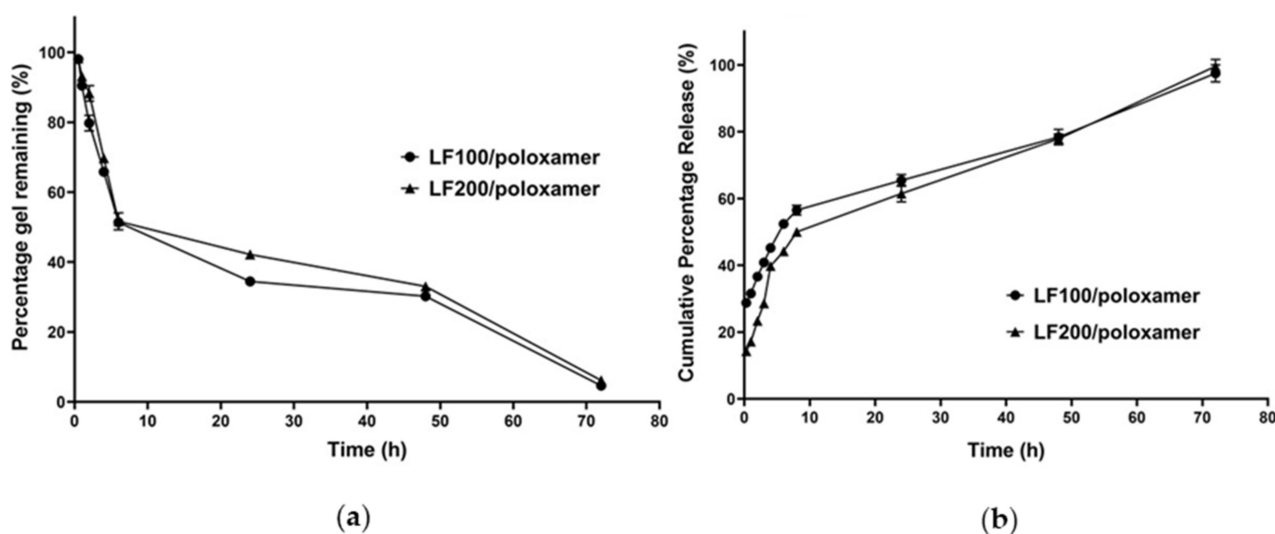 Percentage gel remaining (%)
100
80
60
40
20
0
LF100/poloxamer
LF200/poloxamer
0 10 20 30 40 50 60 70 80
Time (h)
(a)
Cumulative Percentage Release (%)
100
80
60
40
20
0
LF100/poloxamer
LF200/poloxamer
0 10 20 30 40 50 60 70 80
Time (h)
(b)